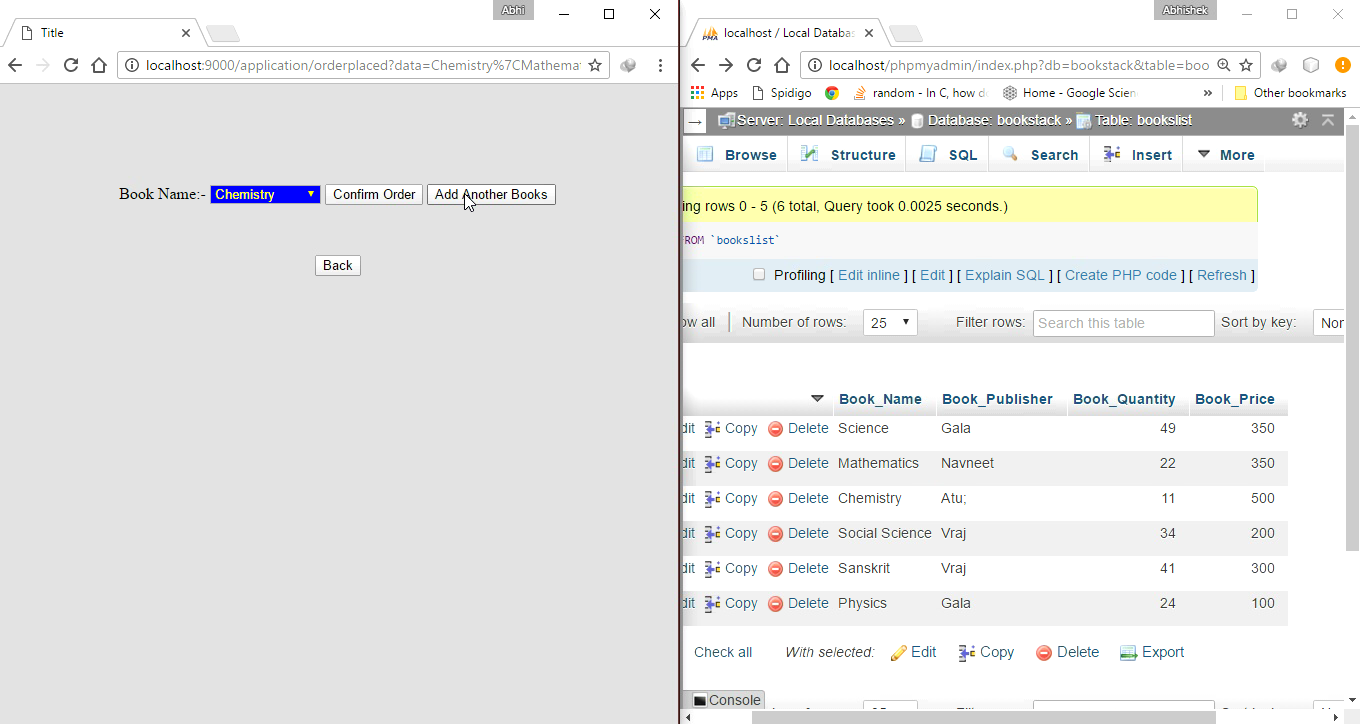 Abhi
Title
localhost:9000/application/orderplaced?data=Chemistry%7CMathema
Book Name:- Chemistry Confirm Order Add Another Books
Back
Abhishek
localhost / Local Databa
localhost/phpmyadmin/index.php?db=bookstack&table=boo
Apps Spidigo random - In C, how d Home - Google Scien » Other bookmarks
Server: Local Databases » Database: bookstack » Table: bookslist
Browse Structure SQL Search Insert More
ing rows 0 - 5 (6 total, Query took 0.0025 seconds.)
ROM `bookslist`
Profiling [ Edit inline ] [ Edit ] [ Explain SQL ] [ Create PHP code ] [ Refresh ]
ow all Number of rows: 25 Filter rows: Search this table Sort by key: Nor
Book_Name Book_Publisher Book_Quantity Book_Price
dit Copy Delete Science Gala 49 350
dit Copy Delete Mathematics Navneet 22 350
dit Copy Delete Chemistry Atu; 11 500
dit Copy Delete Social Science Vraj 34 200
dit Copy Delete Sanskrit Vraj 41 300
dit Copy Delete Physics Gala 24 100
Check all With selected: Edit Copy Delete Export
Console